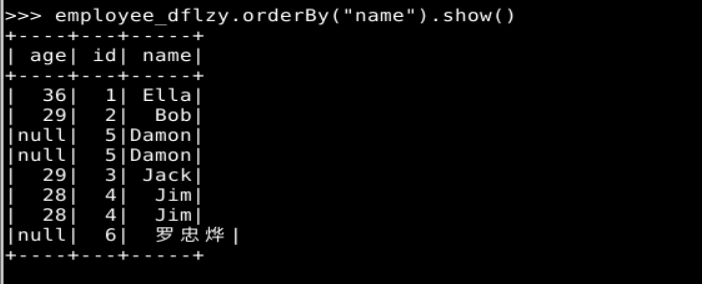 >>> employee_dflzy.orderBy("name").show()
+----+---+-----+
| age| id| name|
+----+---+-----+
|  36|  1| Ella|
|  29|  2|  Bob|
|null|  5|Damon|
|null|  5|Damon|
|  29|  3| Jack|
|  28|  4|  Jim|
|  28|  4|  Jim|
|null|  6|  罗忠烨|
+----+---+-----+